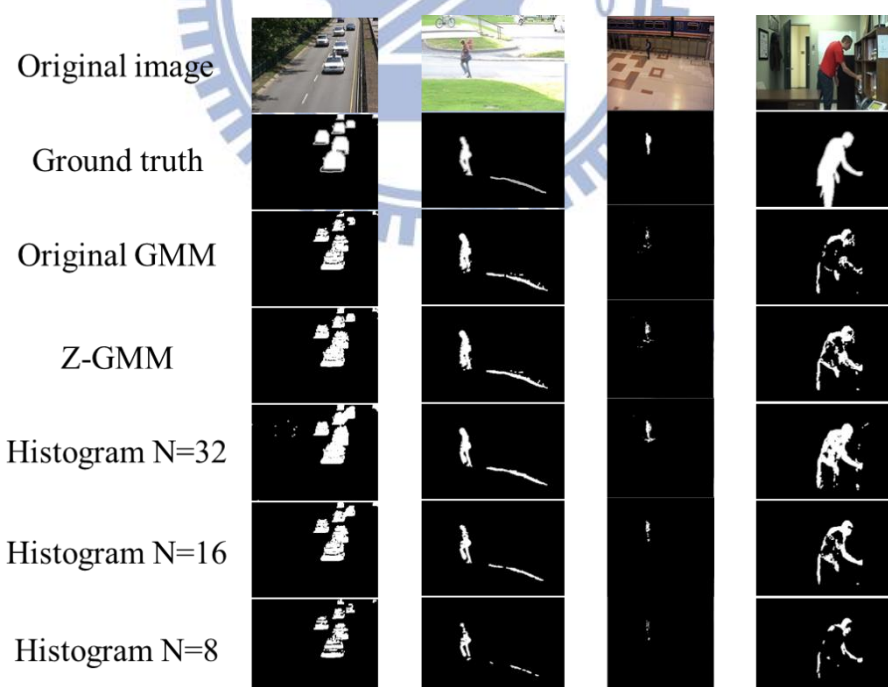 Original image
Ground truth
Original GMM
Z-GMM
Histogram N=32
Histogram N=16
Histogram N=8